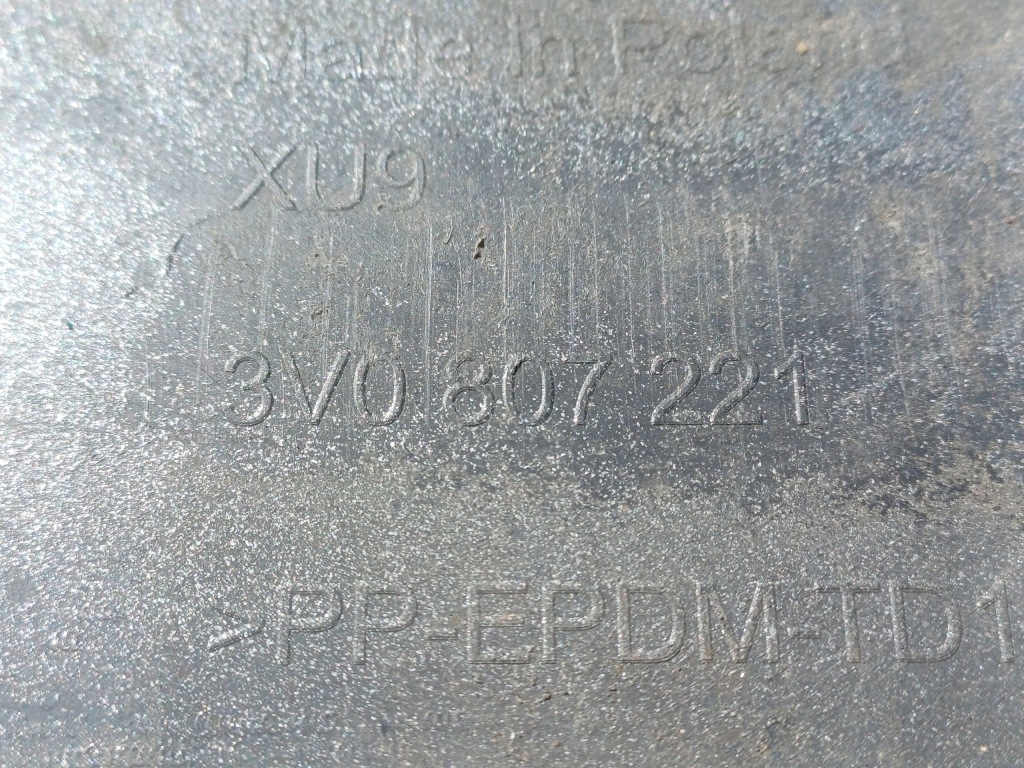 Made In Poland
XU9
3V0 807 221
>PP-EPDM-TD1